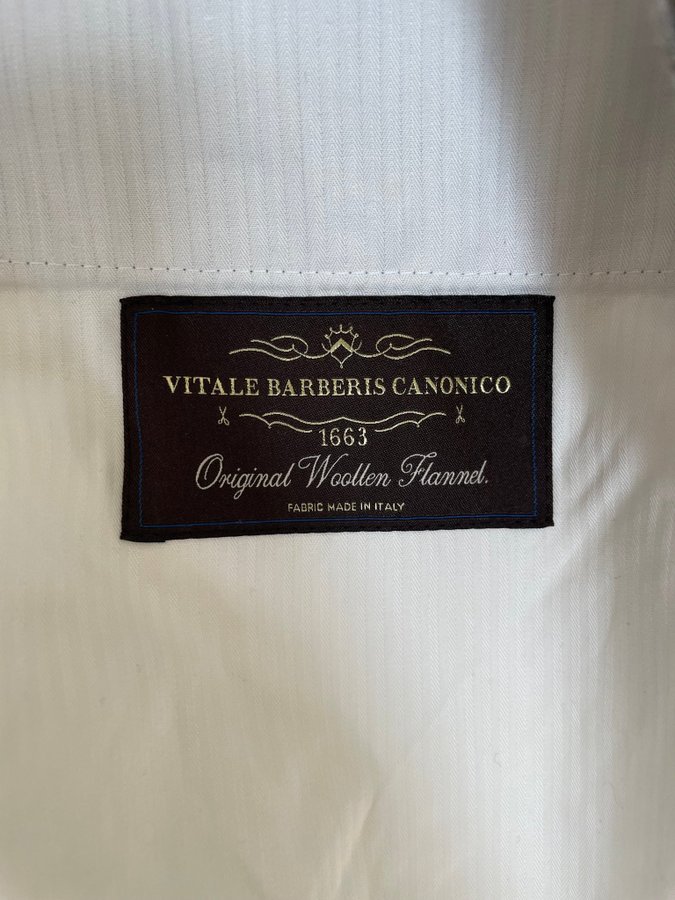 VITALE BARBERIS CANONICO
1663
Original Woollen Flannel.
FABRIC MADE IN ITALY